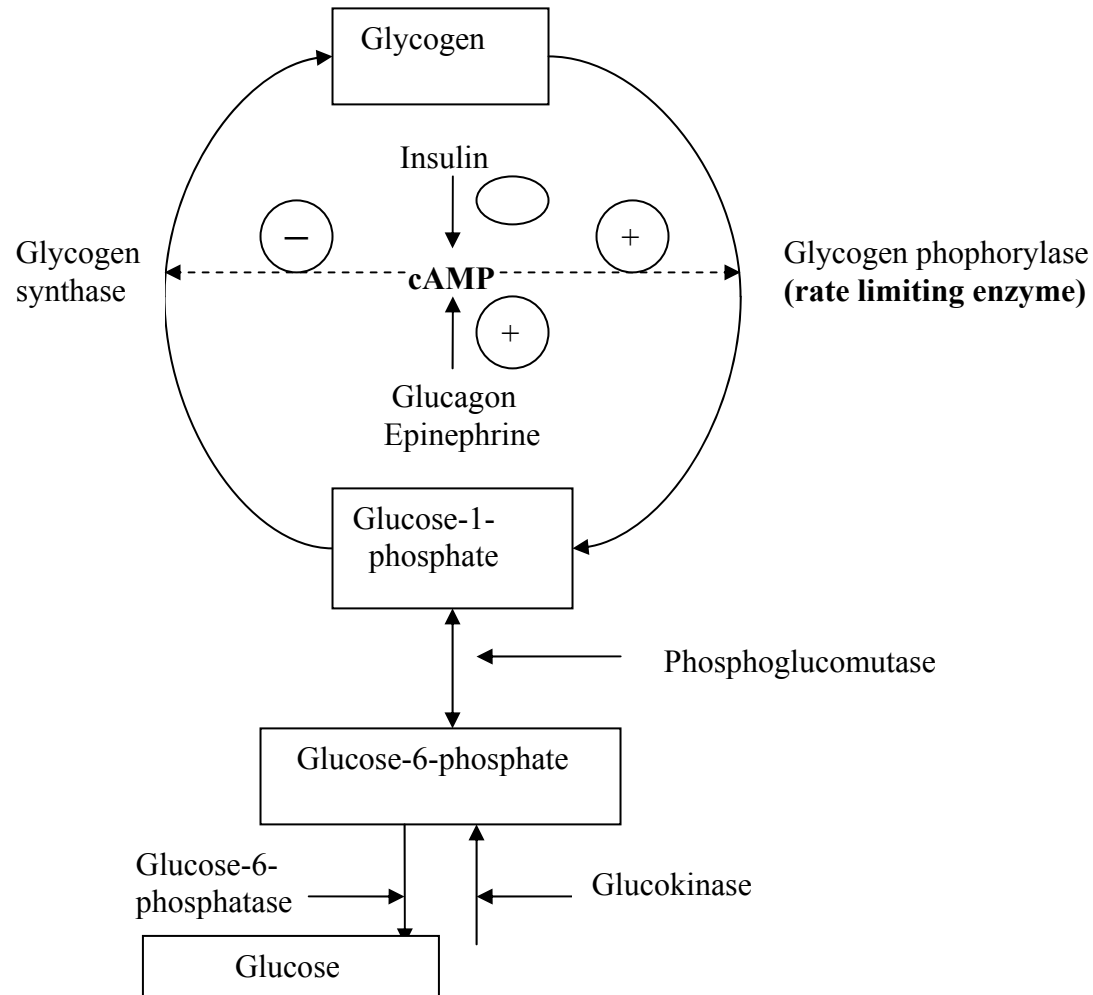 Glycogen
Insulin
–
+
Glycogen
synthase
cAMP
Glycogen phophorylase
(rate limiting enzyme)
+
Glucagon
Epinephrine
Glucose-1-
phosphate
Phosphoglucomutase
Glucose-6-phosphate
Glucose-6-
phosphatase
Glucokinase
Glucose